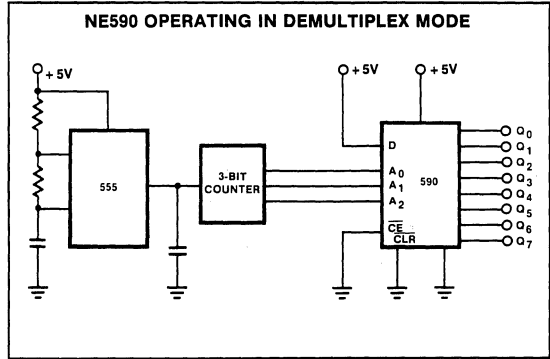 NE590 OPERATING IN DEMULTIPLEX MODE
+5V
+5V
+5V
555
3-BIT
COUNTER
D
A0
A1
A2
590
CE
CLR
Q0
Q1
Q2
Q3
Q4
Q5
Q6
Q7